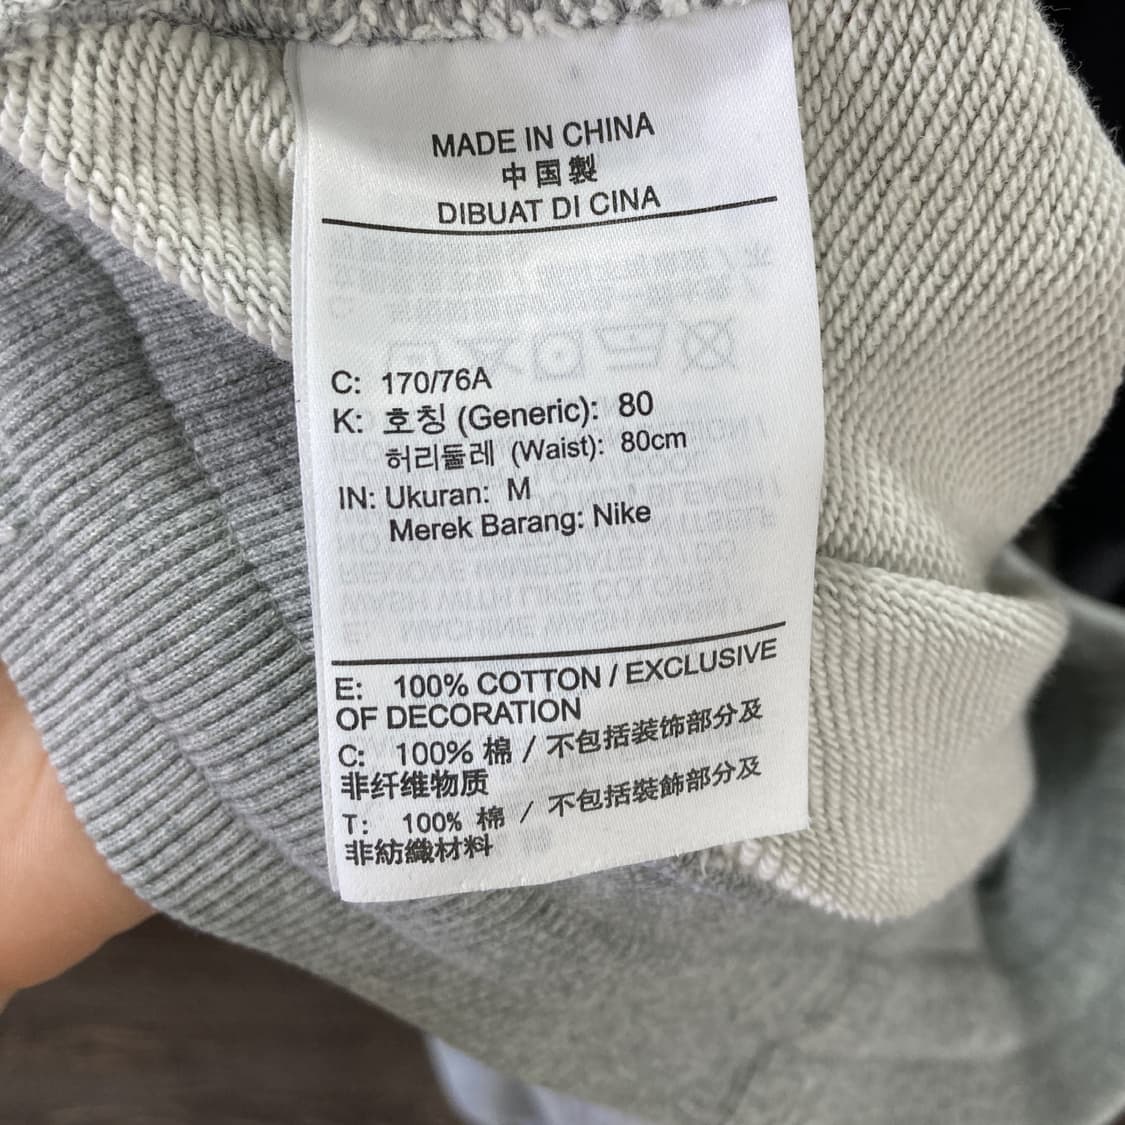 MADE IN CHINA
中国製
DIBUAT DI CINA
C: 170/76A
K: 호칭 (Generic): 80
허리둘레 (Waist): 80cm
IN: Ukuran: M
Merek Barang: Nike
E: 100% COTTON / EXCLUSIVE
OF DECORATION
C: 100% 棉 / 不包括装饰部分及
非纤维物质
T: 100% 棉 / 不包括裝飾部分及
非紡織材料